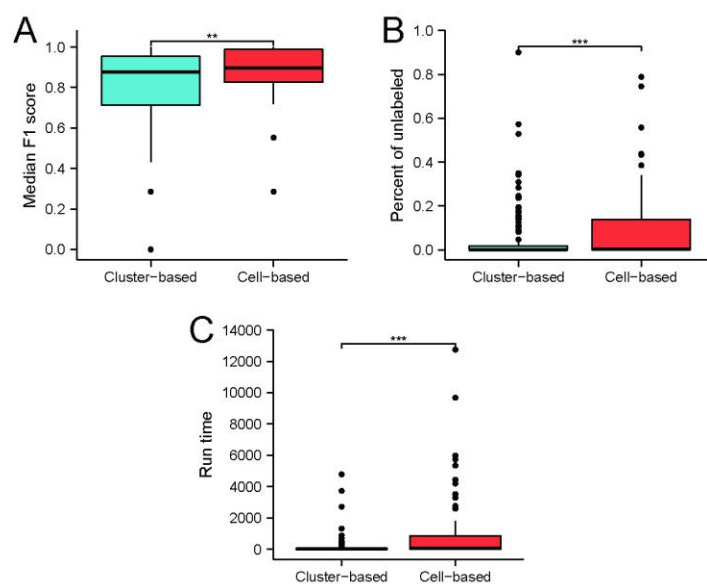 A
**
Median F1 score
1.0
0.8
0.6
0.4
0.2
0.0
Cluster−based
Cell−based
B
***
Percent of unlabeled
1.0
0.8
0.6
0.4
0.2
0.0
Cluster−based
Cell−based
C
***
Run time
14000
12000
10000
8000
6000
4000
2000
0
Cluster−based
Cell−based